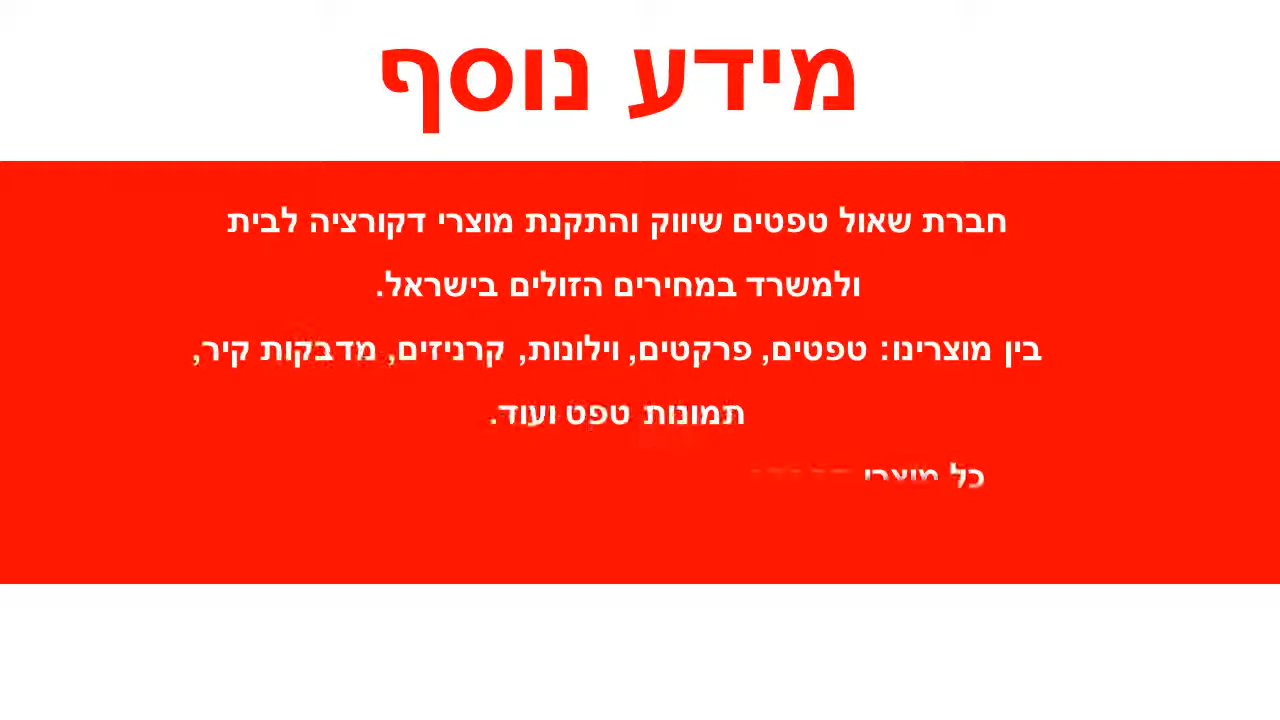 מידע נוסף
חברת שאול טפטים שיווק והתקנת מוצרי דקורציה לבית
ולמשרד במחירים הזולים בישראל.
בין מוצרינו: טפטים, פרקטים, וילונות, קרניזים, מדבקות קיר,
תמונות טפט ועוד.
כל מוצרי